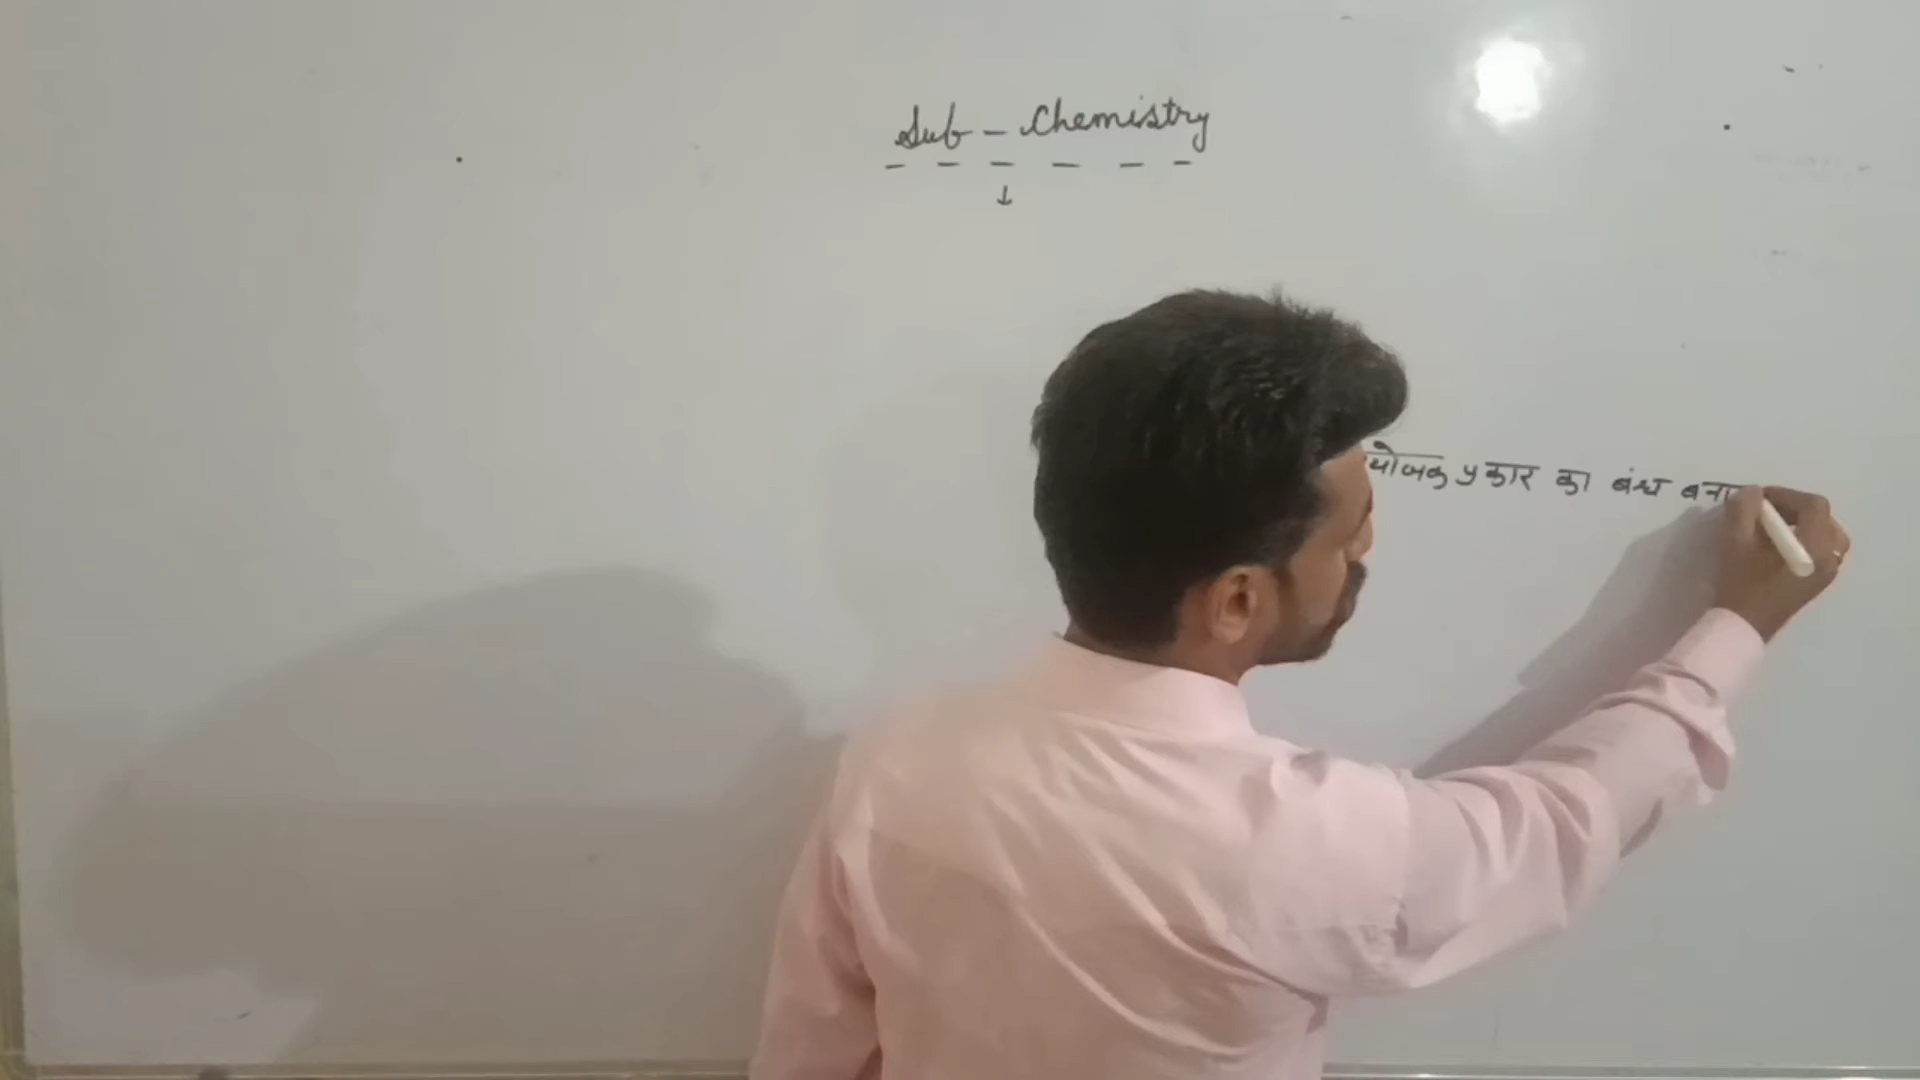 Sub - Chemistry
योजक प्रकार का बंध बना